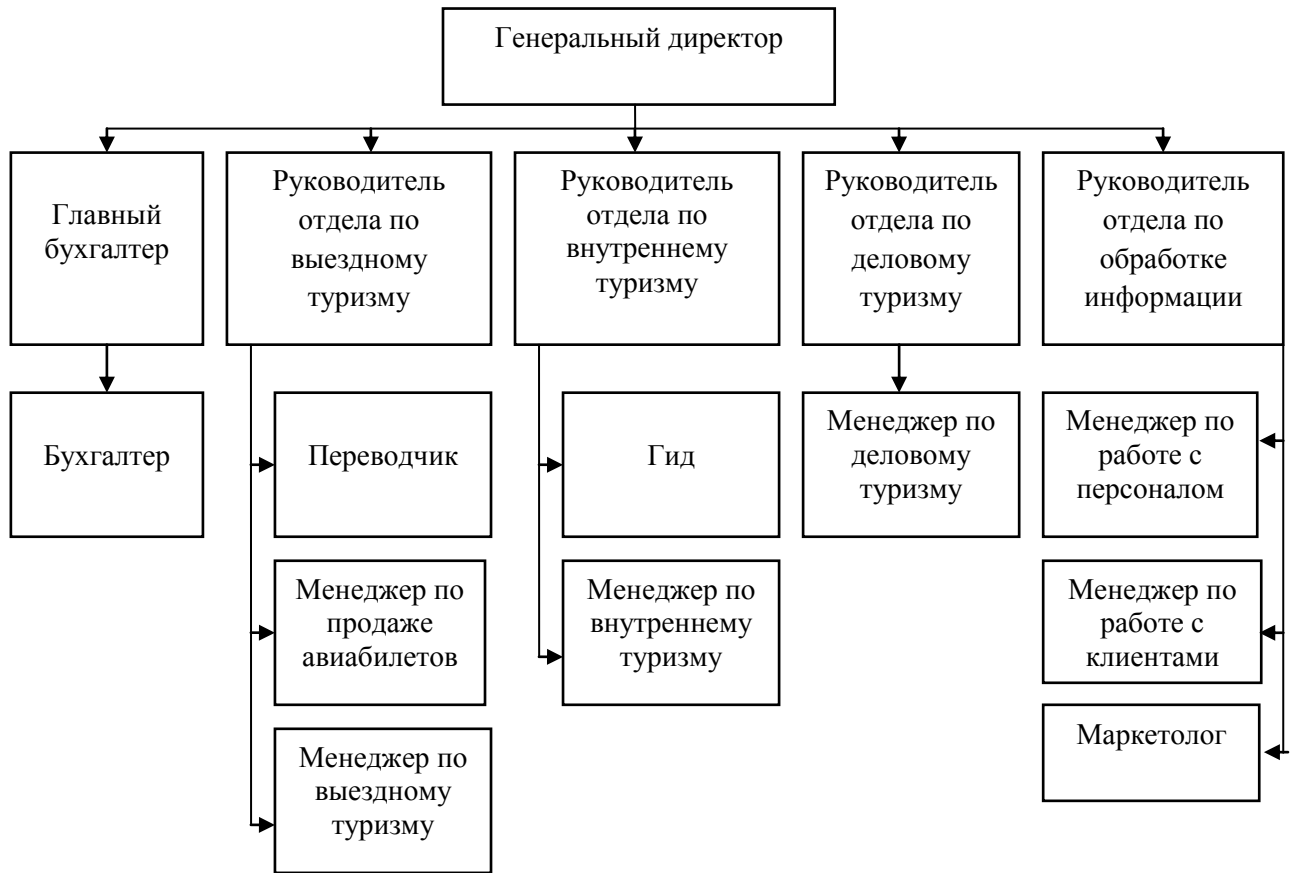 Генеральный директор
Главный
бухгалтер
Руководитель
отдела по
выездному
туризму
Руководитель
отдела по
внутреннему
туризму
Руководитель
отдела по
деловому
туризму
Руководитель
отдела по
обработке
информации
Бухгалтер
Переводчик
Гид
Менеджер по
деловому
туризму
Менеджер по
работе с
персоналом
Менеджер по
продаже
авиабилетов
Менеджер по
внутреннему
туризму
Менеджер по
работе с
клиентами
Менеджер по
выездному
туризму
Маркетолог